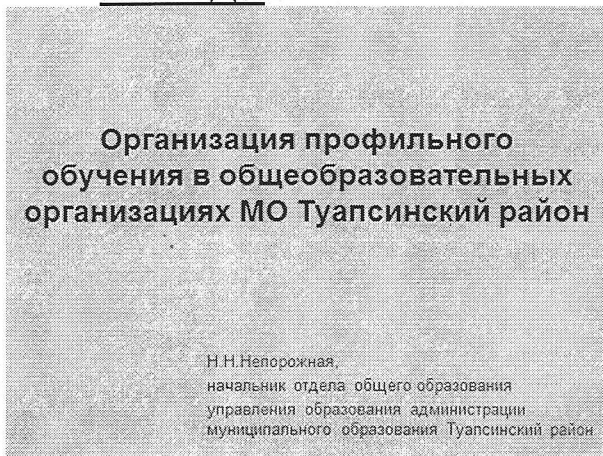 Организация профильного
обучения в общеобразовательных
организациях МО Туапсинский район
Н.Н.Непорожная,
начальник отдела общего образования
управления образования администрации
муниципального образования Туапсинский район